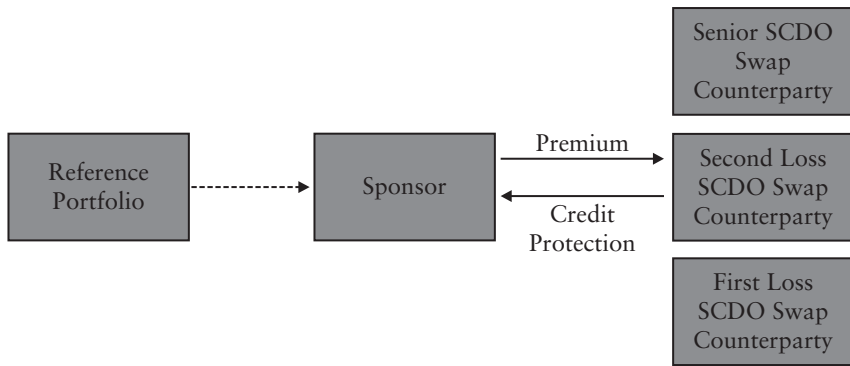 Reference
Portfolio
Sponsor
Premium
Credit
Protection
Senior SCDO
Swap
Counterparty
Second Loss
SCDO Swap
Counterparty
First Loss
SCDO Swap
Counterparty